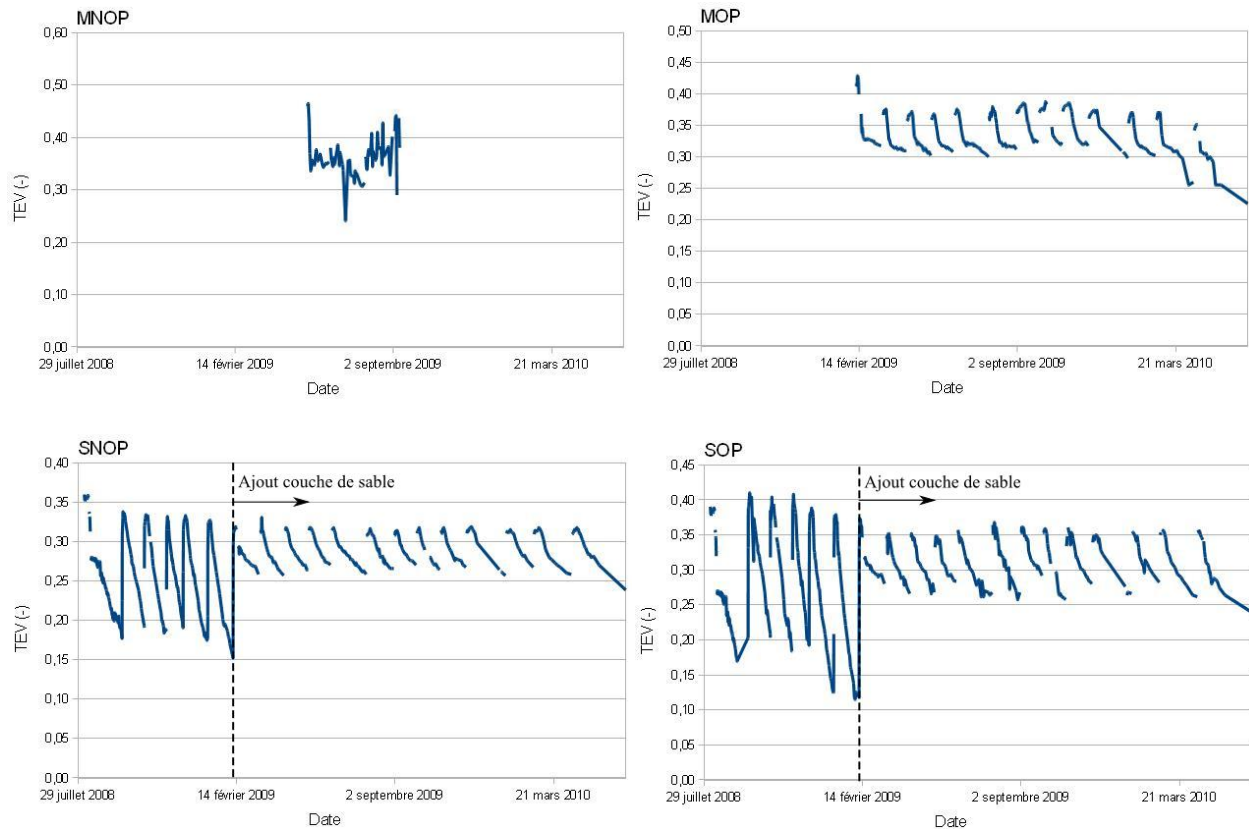 MNOP
0,60
0,50
0,40
0,30
0,20
0,10
0,00
TEV (-)
29 juillet 2008
14 février 2009
2 septembre 2009
21 mars 2010
Date
MOP
0,50
0,45
0,40
0,35
0,30
0,25
0,20
0,15
0,10
0,05
0,00
TEV (-)
29 juillet 2008
14 février 2009
2 septembre 2009
21 mars 2010
Date
SNOP
0,40
0,35
0,30
0,25
0,20
0,15
0,10
0,05
0,00
TEV (-)
Ajout couche de sable
29 juillet 2008
14 février 2009
2 septembre 2009
21 mars 2010
Date
SOP
0,45
0,40
0,35
0,30
0,25
0,20
0,15
0,10
0,05
0,00
TEV (-)
Ajout couche de sable
29 juillet 2008
14 février 2009
2 septembre 2009
21 mars 2010
Date